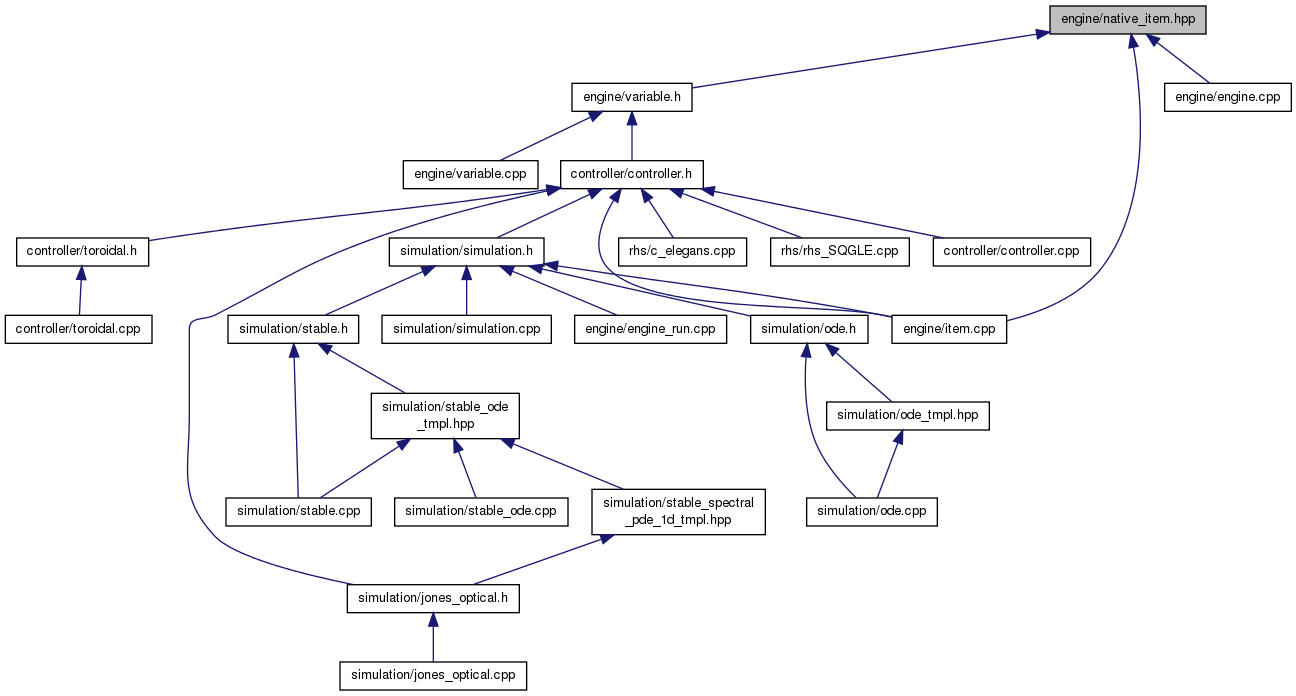 engine/native_item.hpp
engine/variable.h
engine/engine.cpp
engine/variable.cpp
controller/controller.h
controller/toroidal.h
simulation/simulation.h
rhs/c_elegans.cpp
rhs/rhs_SQGLE.cpp
controller/controller.cpp
controller/toroidal.cpp
simulation/stable.h
simulation/simulation.cpp
engine/engine_run.cpp
simulation/ode.h
engine/item.cpp
simulation/stable_ode
_tmpl.hpp
simulation/ode_tmpl.hpp
simulation/stable.cpp
simulation/stable_ode.cpp
simulation/stable_spectral
_pde_1d_tmpl.hpp
simulation/ode.cpp
simulation/jones_optical.h
simulation/jones_optical.cpp